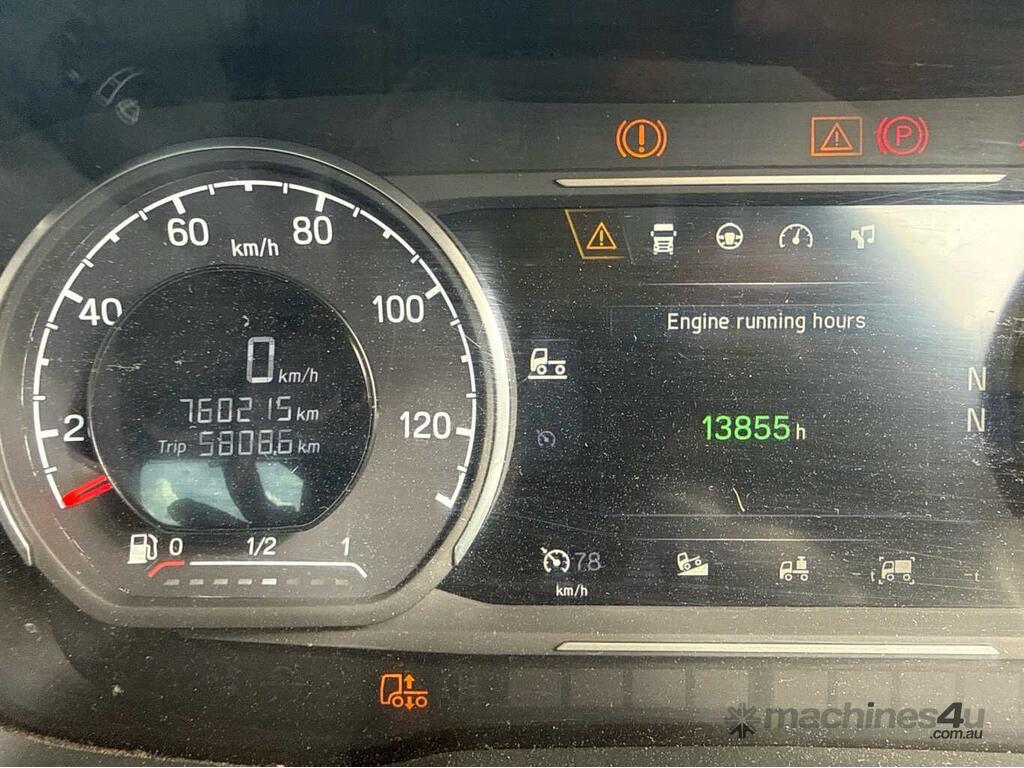 P
60
80
km/h
40
100
Engine running hours
0 km/h
N
760215 km
N
2
120
13855 h
Trip 5808.6 km
0
1/2
1
78
km/h
machines4u
.com.au